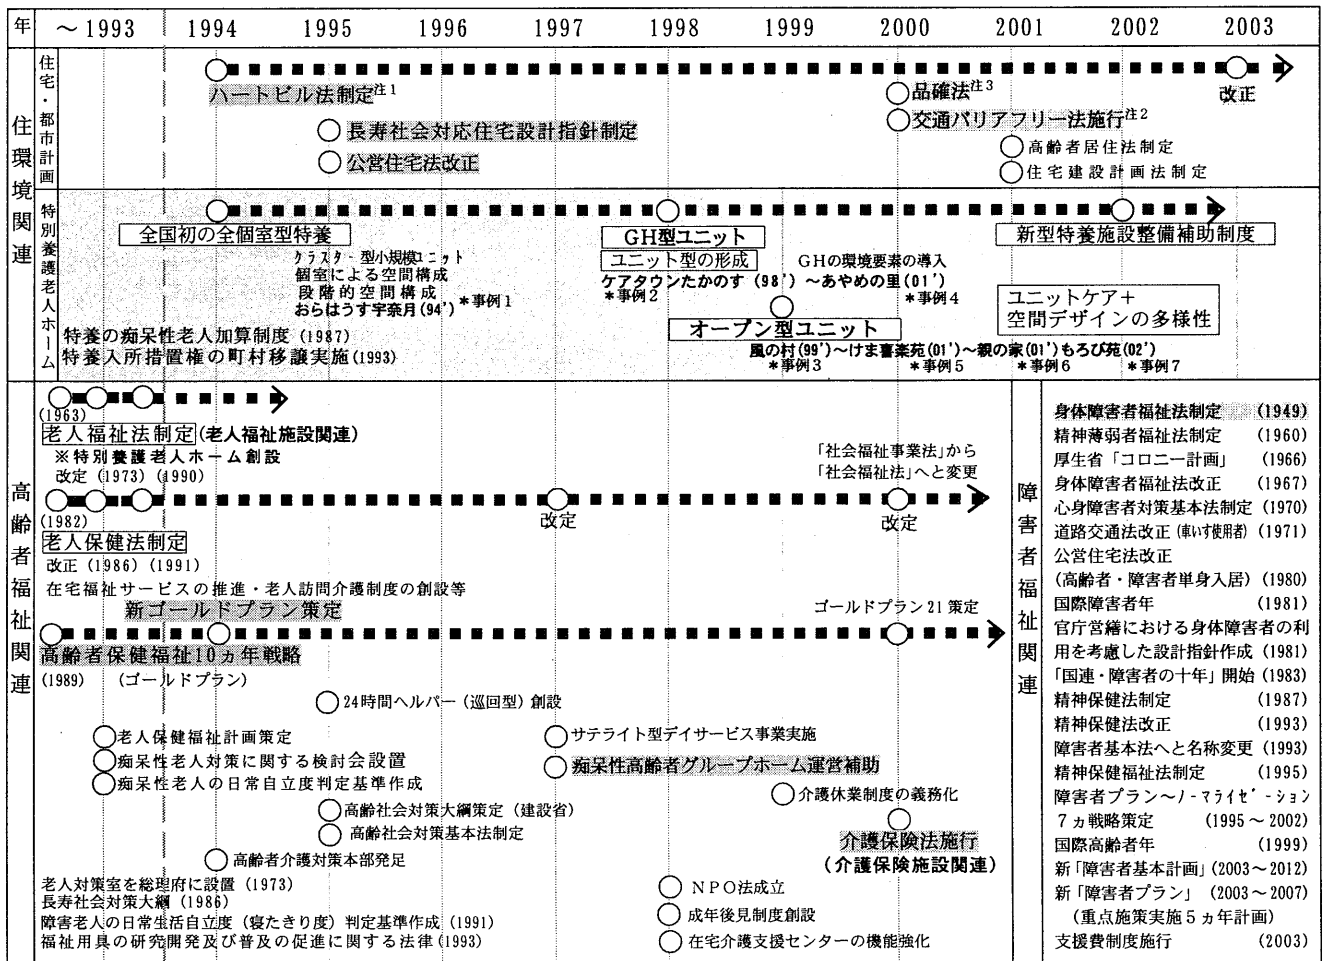 年 ～1993 1994 1995 1996 1997 1998 1999 2000 2001 2002 2003
住環境関連
住宅・都市計画
ハートビル法制定注1
長寿社会対応住宅設計指針制定
公営住宅法改正
品確法注3
交通バリアフリー法施行注2
高齢者居住法制定
住宅建設計画法制定
改正
特別養護老人ホーム
全国初の全個室型特養
クラスター型小規模ユニット
個室による空間構成
段階的空間構成
おらはうす宇奈月(94') ＊事例1
特養の痴呆性老人加算制度(1987)
特養入所措置権の町村移譲実施(1993)
GH型ユニット
ユニット型の形成
GHの環境要素の導入
ケアタウンたかのす(98')～あやめの里(01')
＊事例2 ＊事例4
オープン型ユニット
風の村(99')～けま喜楽苑(01')～親の家(01')もろび苑(02')
＊事例3 ＊事例5 ＊事例6 ＊事例7
新型特養施設整備補助制度
ユニットケア＋
空間デザインの多様性
高齢者福祉関連
(1963)
老人福祉法制定(老人福祉施設関連)
※特別養護老人ホーム創設
改定(1973)(1990)
「社会福祉事業法」から
「社会福祉法」へと変更
(1982)
改定
改定
老人保健法制定
改正(1986)(1991)
在宅福祉サービスの推進・老人訪問介護制度の創設等
新ゴールドプラン策定
ゴールドプラン21策定
高齢者保健福祉10ヵ年戦略
(1989) (ゴールドプラン)
24時間ヘルパー(巡回型)創設
老人保健福祉計画策定
痴呆性老人対策に関する検討会設置
痴呆性老人の日常自立度判定基準作成
サテライト型デイサービス事業実施
痴呆性高齢者グループホーム運営補助
介護休業制度の義務化
高齢社会対策大綱策定(建設省)
高齢社会対策基本法制定
介護保険法施行
(介護保険施設関連)
高齢者介護対策本部発足
老人対策室を総理府に設置(1973)
長寿社会対策大綱(1986)
障害老人の日常生活自立度(寝たきり度)判定基準作成(1991)
福祉用具の研究開発及び普及の促進に関する法律(1993)
NPO法成立
成年後見制度創設
在宅介護支援センターの機能強化
障害者福祉関連
身体障害者福祉法制定 (1949)
精神薄弱者福祉法制定 (1960)
厚生省「コロニー計画」 (1966)
身体障害者福祉法改正 (1967)
心身障害者対策基本法制定(1970)
道路交通法改正(車いす使用者)(1971)
公営住宅法改正
(高齢者・障害者単身入居)(1980)
国際障害者年 (1981)
官庁営繕における身体障害者の利
用を考慮した設計指針作成(1981)
「国連・障害者の十年」開始(1983)
精神保健法制定 (1987)
精神保健法改正 (1993)
障害者基本法へと名称変更(1993)
精神保健福祉法制定 (1995)
障害者プラン～ノーマライゼーション
7ヵ戦略策定 (1995～2002)
国際高齢者年 (1999)
新「障害者基本計画」(2003～2012)
新「障害者プラン」(2003～2007)
(重点施策実施5ヵ年計画)
支援費制度施行 (2003)